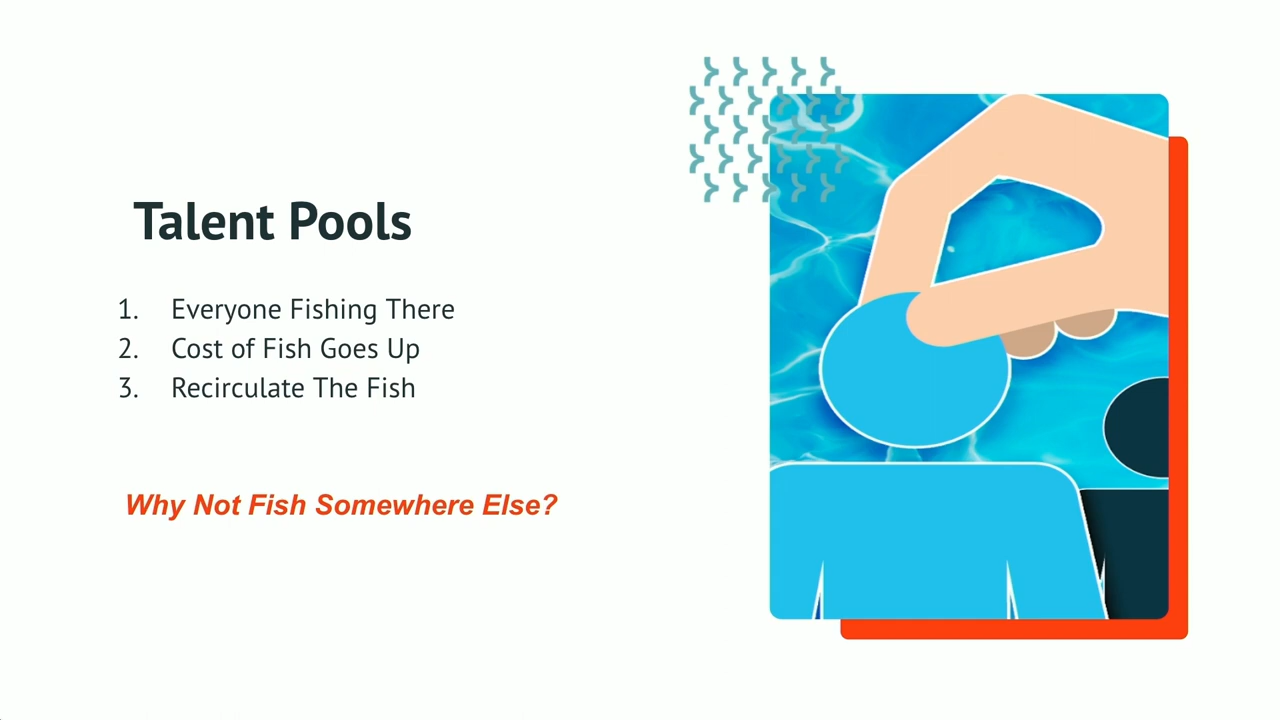 Talent Pools
1. Everyone Fishing There
2. Cost of Fish Goes Up
3. Recirculate The Fish
Why Not Fish Somewhere Else?